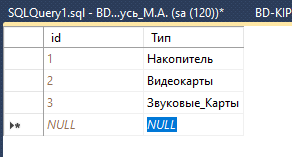 SQLQuery1.sql - BD...усь_М.А. (sa (120))* BD-KIP
id Тип
1 Накопитель
2 Видеокарты
3 Звуковые_Карты
NULL NULL